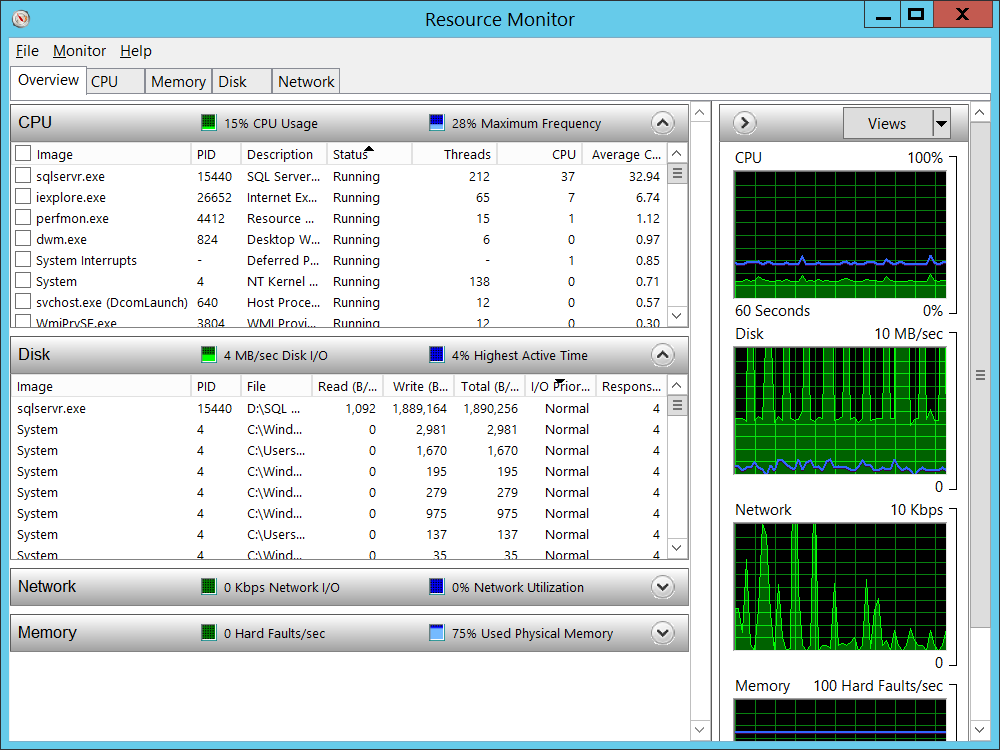 Resource Monitor
File Monitor Help
Overview CPU Memory Disk Network
CPU 15% CPU Usage 28% Maximum Frequency
Image PID Description Status Threads CPU Average C...
sqlservr.exe 15440 SQL Server... Running 212 37 32.94
iexplore.exe 26652 Internet Ex... Running 65 7 6.74
perfmon.exe 4412 Resource ... Running 15 1 1.12
dwm.exe 824 Desktop W... Running 6 0 0.97
System Interrupts - Deferred P... Running - 1 0.85
System 4 NT Kernel ... Running 138 0 0.71
svchost.exe (DcomLaunch) 640 Host Proce... Running 12 0 0.57
WmiPrvSE.exe 3804 WMI Provi... Running 12 0 0.30
Disk 4 MB/sec Disk I/O 4% Highest Active Time
Image PID File Read (B/... Write (B... Total (B/... I/O Prior... Respons...
sqlservr.exe 15440 D:\SQL ... 1,092 1,889,164 1,890,256 Normal 4
System 4 C:\Wind... 0 2,981 2,981 Normal 4
System 4 C:\Users... 0 1,670 1,670 Normal 4
System 4 C:\Wind... 0 195 195 Normal 4
System 4 C:\Wind... 0 279 279 Normal 4
System 4 C:\Wind... 0 975 975 Normal 4
System 4 C:\Users... 0 137 137 Normal 4
System 4 C:\Wind... 0 35 35 Normal 4
Network 0 Kbps Network I/O 0% Network Utilization
Memory 0 Hard Faults/sec 75% Used Physical Memory
Views
CPU 100%
60 Seconds 0%
Disk 10 MB/sec
0
Network 10 Kbps
0
Memory 100 Hard Faults/sec